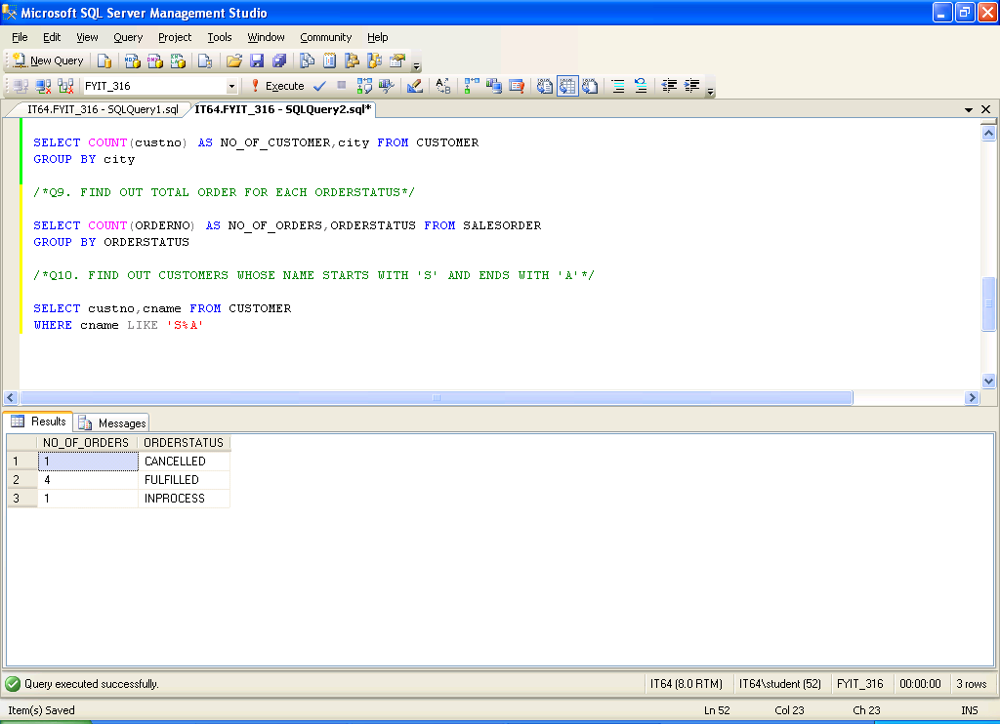 Microsoft SQL Server Management Studio
File Edit View Query Project Tools Window Community Help
New Query
FYIT_316 Execute
IT64.FYIT_316 - SQLQuery1.sql IT64.FYIT_316 - SQLQuery2.sql*
SELECT COUNT(custno) AS NO_OF_CUSTOMER,city FROM CUSTOMER
GROUP BY city
/*Q9. FIND OUT TOTAL ORDER FOR EACH ORDERSTATUS*/
SELECT COUNT(ORDERNO) AS NO_OF_ORDERS,ORDERSTATUS FROM SALESORDER
GROUP BY ORDERSTATUS
/*Q10. FIND OUT CUSTOMERS WHOSE NAME STARTS WITH 'S' AND ENDS WITH 'A'*/
SELECT custno,cname FROM CUSTOMER
WHERE cname LIKE 'S%A'
Results Messages
NO_OF_ORDERS ORDERSTATUS
1 1 CANCELLED
2 4 FULFILLED
3 1 INPROCESS
Query executed successfully. IT64 (8.0 RTM) IT64\student (52) FYIT_316 00:00:00 3 rows
Item(s) Saved Ln 52 Col 23 Ch 23 INS